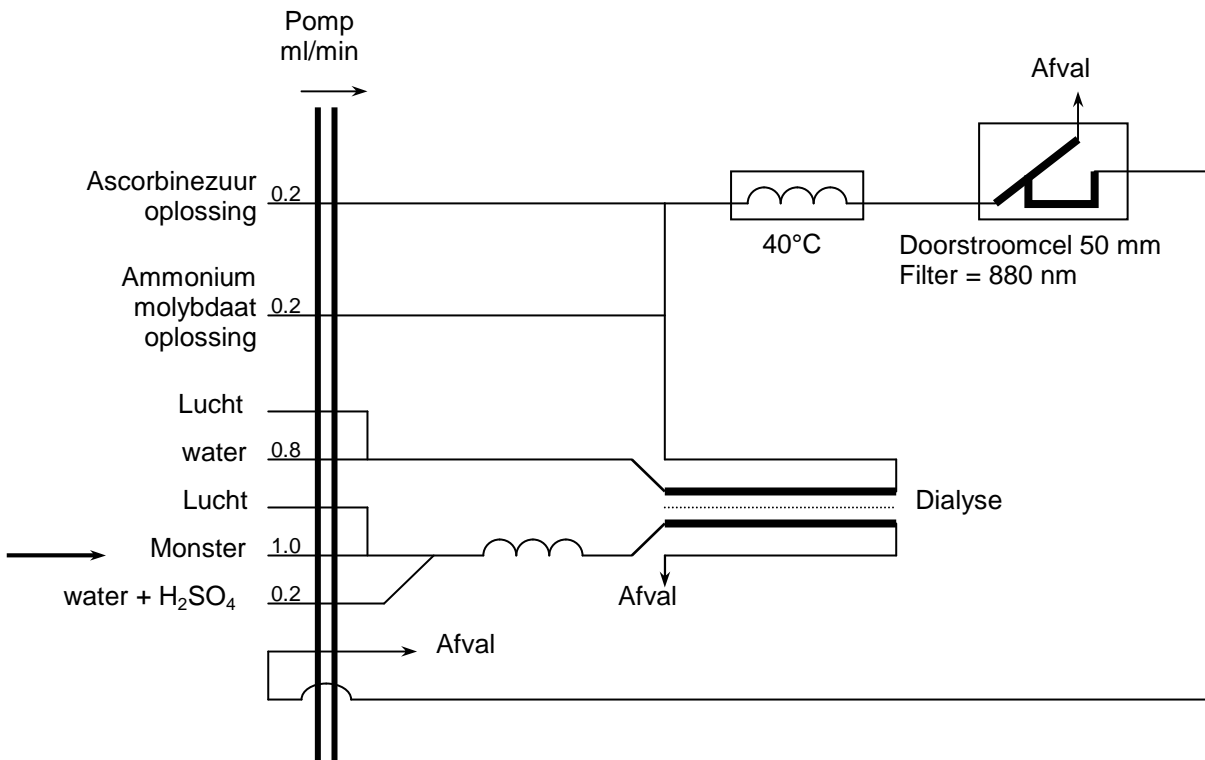 Pomp
ml/min
Afval
Ascorbinezuur
oplossing
0.2
40°C
Doorstroomcel 50 mm
Filter = 880 nm
Ammonium
molybdaat
oplossing
0.2
Lucht
water
0.8
Lucht
Dialyse
Monster
1.0
water + H₂SO₄
0.2
Afval
Afval